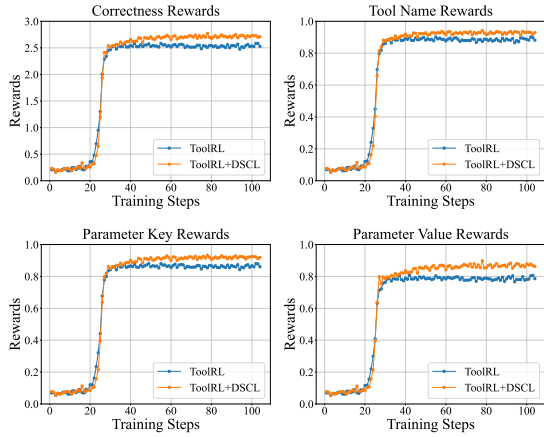 Correctness Rewards
Rewards
3.0
2.5
2.0
1.5
1.0
0.5
0.0
ToolRL
ToolRL+DSCL
0 20 40 60 80 100
Training Steps
Tool Name Rewards
Rewards
1.0
0.8
0.6
0.4
0.2
0.0
ToolRL
ToolRL+DSCL
0 20 40 60 80 100
Training Steps
Parameter Key Rewards
Rewards
1.0
0.8
0.6
0.4
0.2
0.0
ToolRL
ToolRL+DSCL
0 20 40 60 80 100
Training Steps
Parameter Value Rewards
Rewards
1.0
0.8
0.6
0.4
0.2
0.0
ToolRL
ToolRL+DSCL
0 20 40 60 80 100
Training Steps